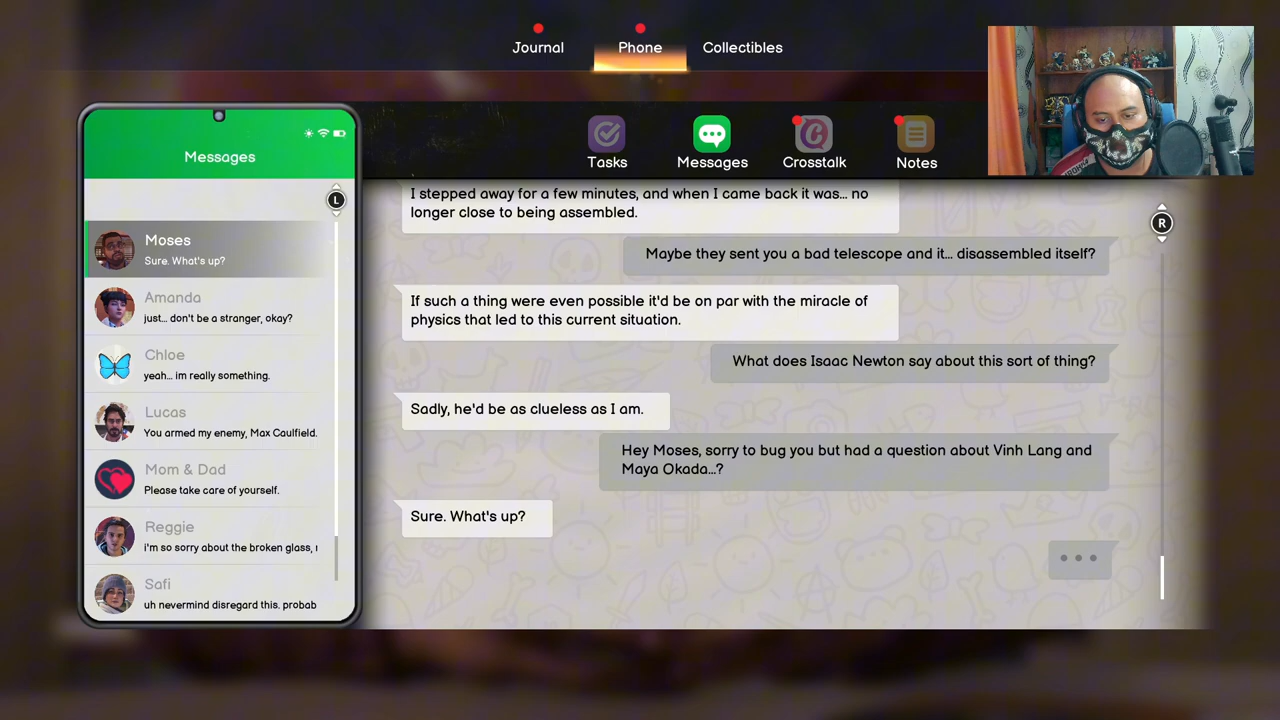 Journal
Phone
Collectibles
Tasks
Messages
Crosstalk
Notes
Messages
L
Moses
Sure. What's up?
Amanda
just... don't be a stranger, okay?
Chloe
yeah... im really something.
Lucas
You armed my enemy, Max Caulfield.
Mom & Dad
Please take care of yourself.
Reggie
i'm so sorry about the broken glass,
Safi
uh nevermind disregard this. probab
I stepped away for a few minutes, and when I came back it was... no
longer close to being assembled.
Maybe they sent you a bad telescope and it... disassembled itself?
If such a thing were even possible it'd be on par with the miracle of
physics that led to this current situation.
What does Isaac Newton say about this sort of thing?
Sadly, he'd be as clueless as I am.
Hey Moses, sorry to bug you but had a question about Vinh Lang and
Maya Okada...?
Sure. What's up?
R